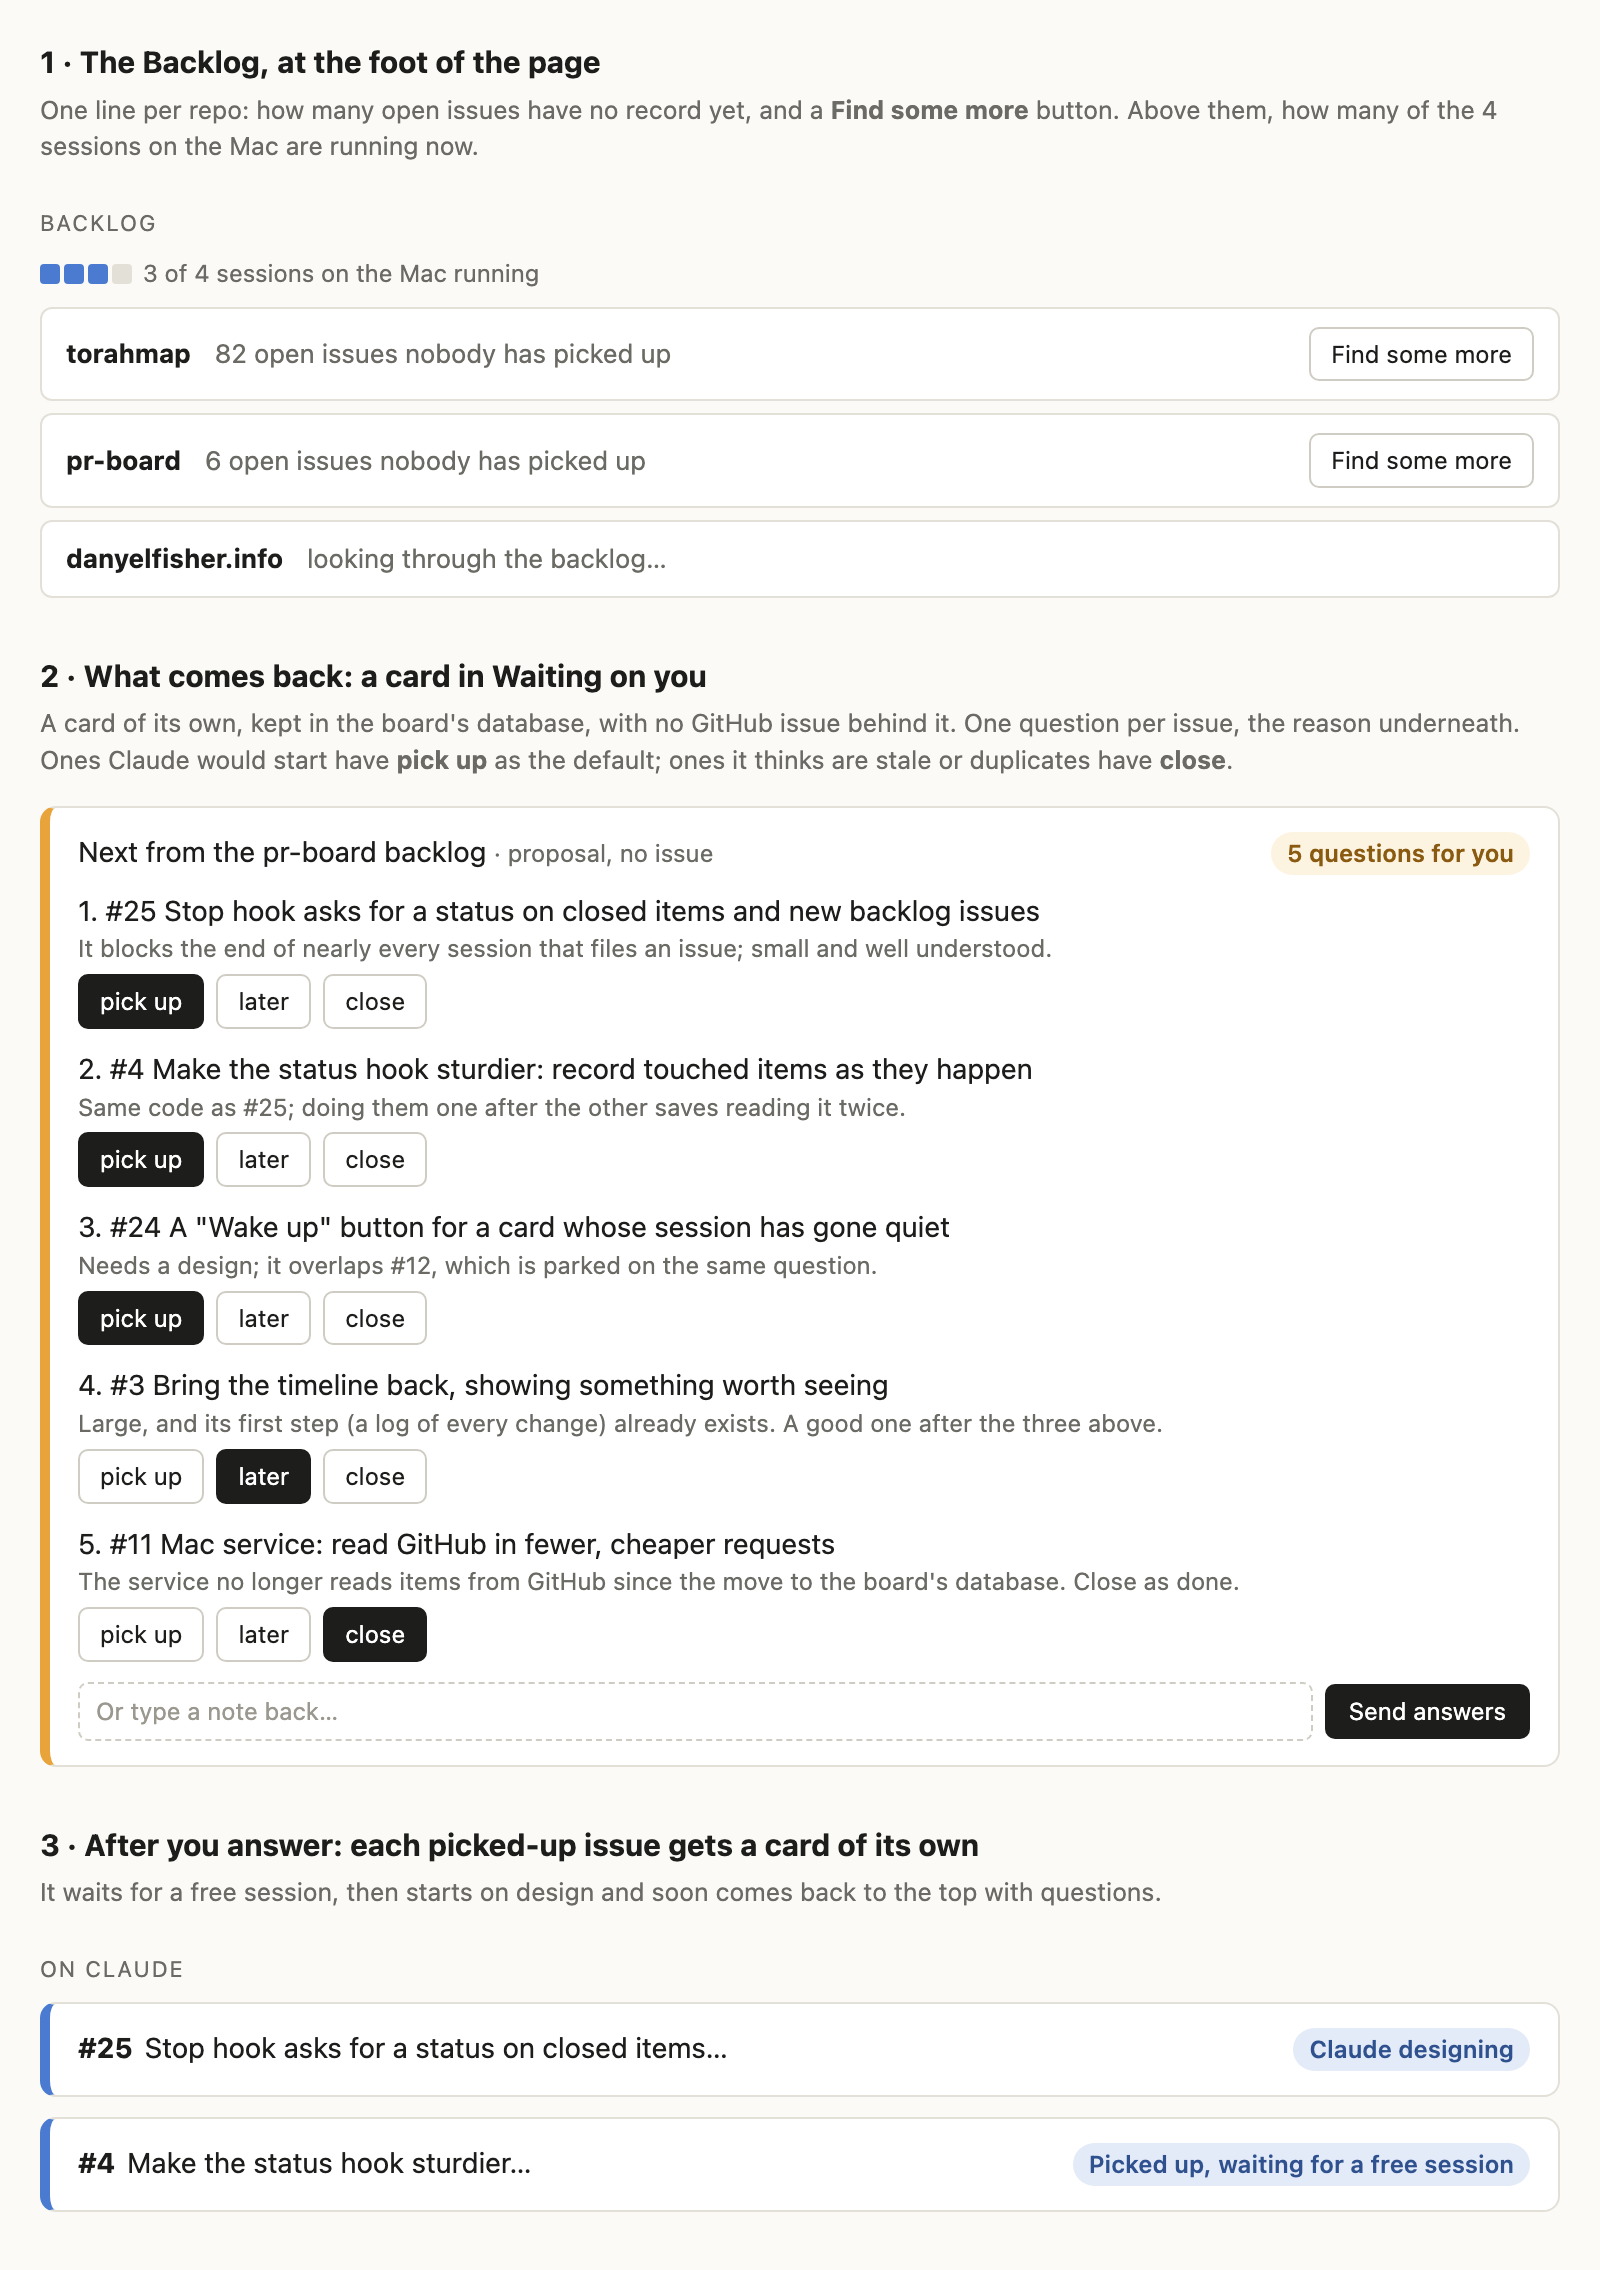 1 · The Backlog, at the foot of the page
One line per repo: how many open issues have no record yet, and a Find some more button. Above them, how many of the 4
sessions on the Mac are running now.
BACKLOG
3 of 4 sessions on the Mac running
torahmap 82 open issues nobody has picked up Find some more
pr-board 6 open issues nobody has picked up Find some more
danyelfisher.info looking through the backlog...
2 · What comes back: a card in Waiting on you
A card of its own, kept in the board's database, with no GitHub issue behind it. One question per issue, the reason underneath.
Ones Claude would start have pick up as the default; ones it thinks are stale or duplicates have close.
Next from the pr-board backlog · proposal, no issue 5 questions for you
1. #25 Stop hook asks for a status on closed items and new backlog issues
It blocks the end of nearly every session that files an issue; small and well understood.
pick up later close
2. #4 Make the status hook sturdier: record touched items as they happen
Same code as #25; doing them one after the other saves reading it twice.
pick up later close
3. #24 A "Wake up" button for a card whose session has gone quiet
Needs a design; it overlaps #12, which is parked on the same question.
pick up later close
4. #3 Bring the timeline back, showing something worth seeing
Large, and its first step (a log of every change) already exists. A good one after the three above.
pick up later close
5. #11 Mac service: read GitHub in fewer, cheaper requests
The service no longer reads items from GitHub since the move to the board's database. Close as done.
pick up later close
Or type a note back... Send answers
3 · After you answer: each picked-up issue gets a card of its own
It waits for a free session, then starts on design and soon comes back to the top with questions.
ON CLAUDE
#25 Stop hook asks for a status on closed items... Claude designing
#4 Make the status hook sturdier... Picked up, waiting for a free session